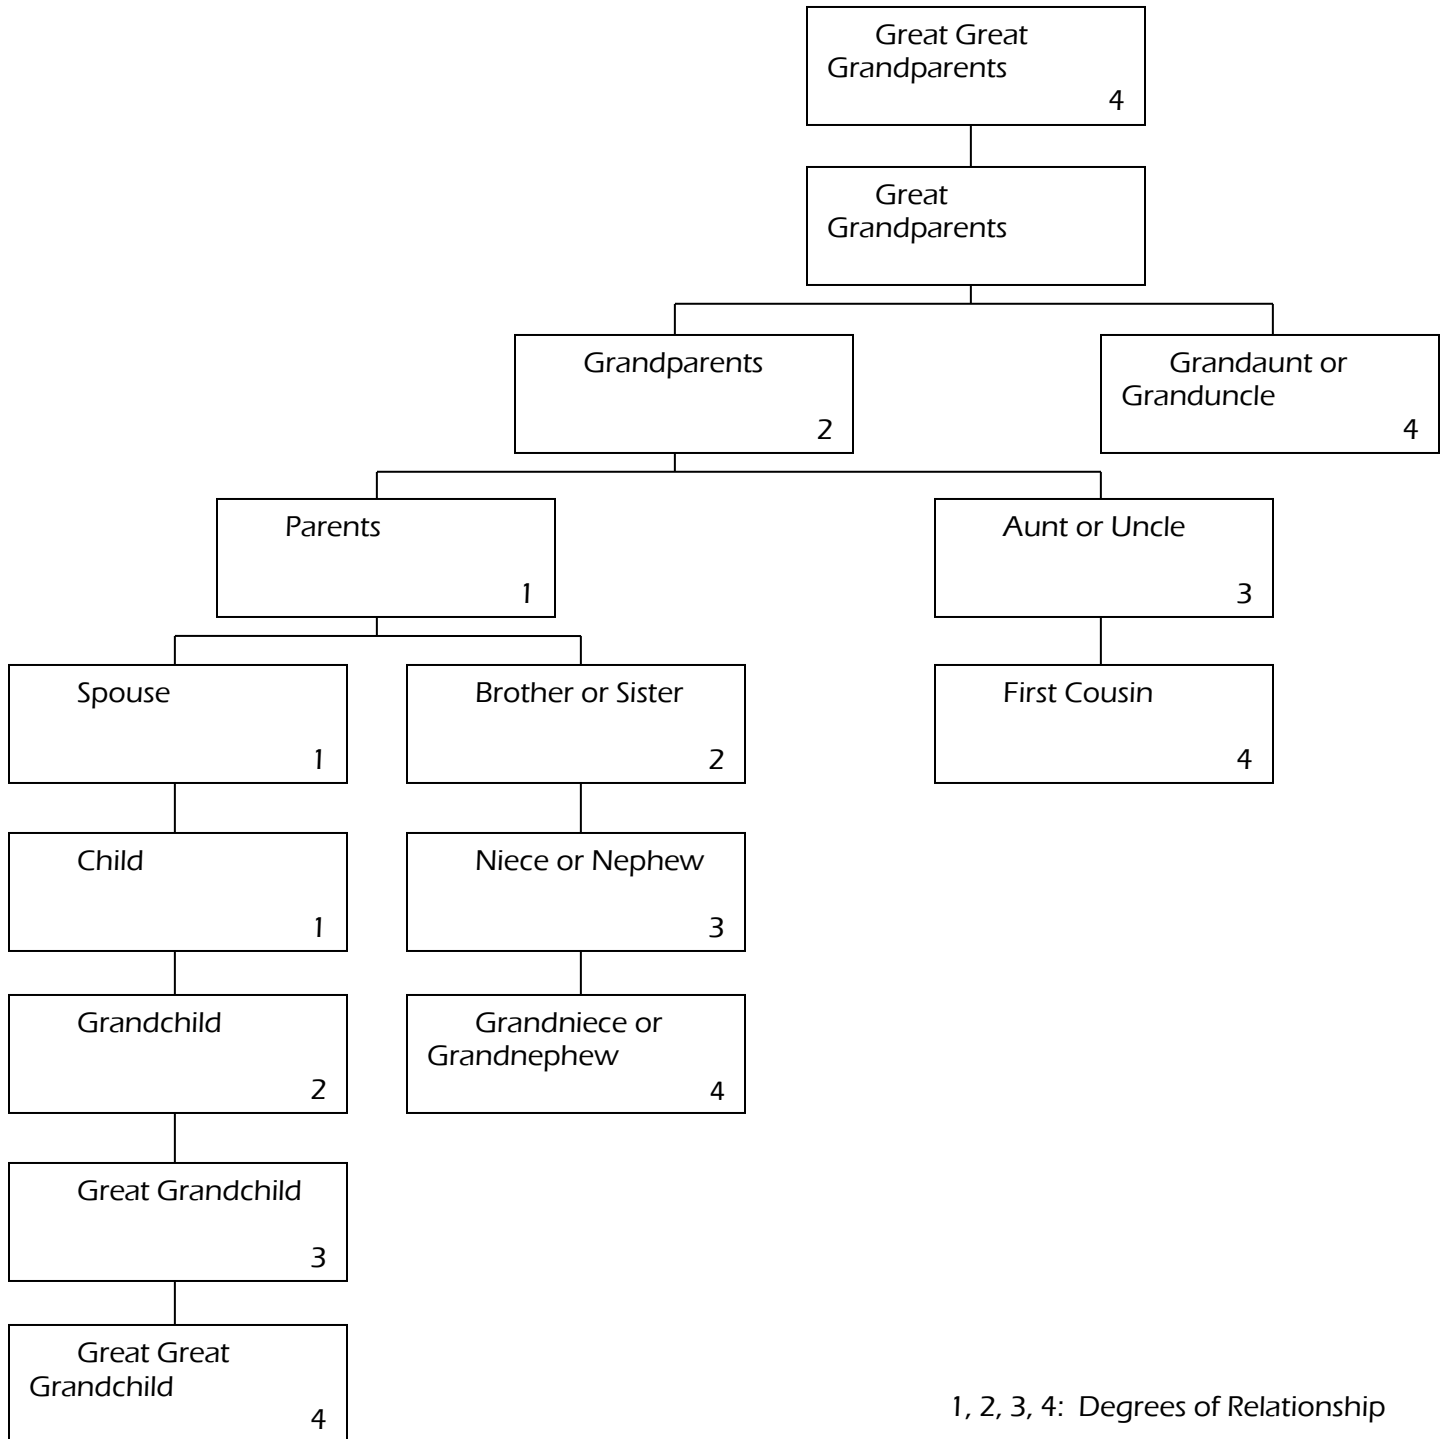 Great Great
Grandparents
4
Great
Grandparents
Grandparents
2
Grandaunt or
Granduncle
4
Parents
1
Aunt or Uncle
3
Spouse
1
Brother or Sister
2
First Cousin
4
Child
1
Niece or Nephew
3
Grandchild
2
Grandniece or
Grandnephew
4
Great Grandchild
3
Great Great
Grandchild
4
1, 2, 3, 4: Degrees of Relationship